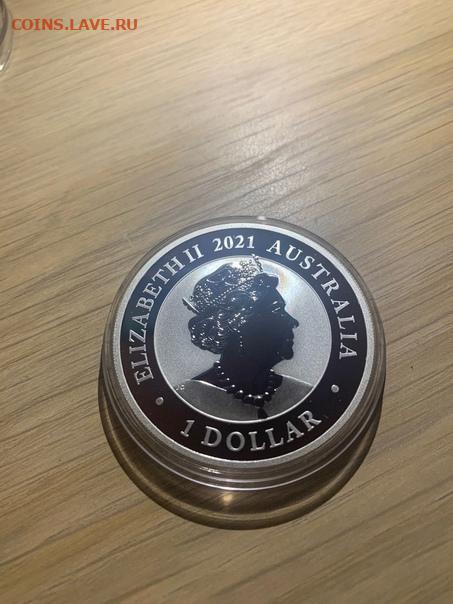 COINS.LAVE.RU
ELIZABETH II 2021 AUSTRALIA
• 1 DOLLAR •